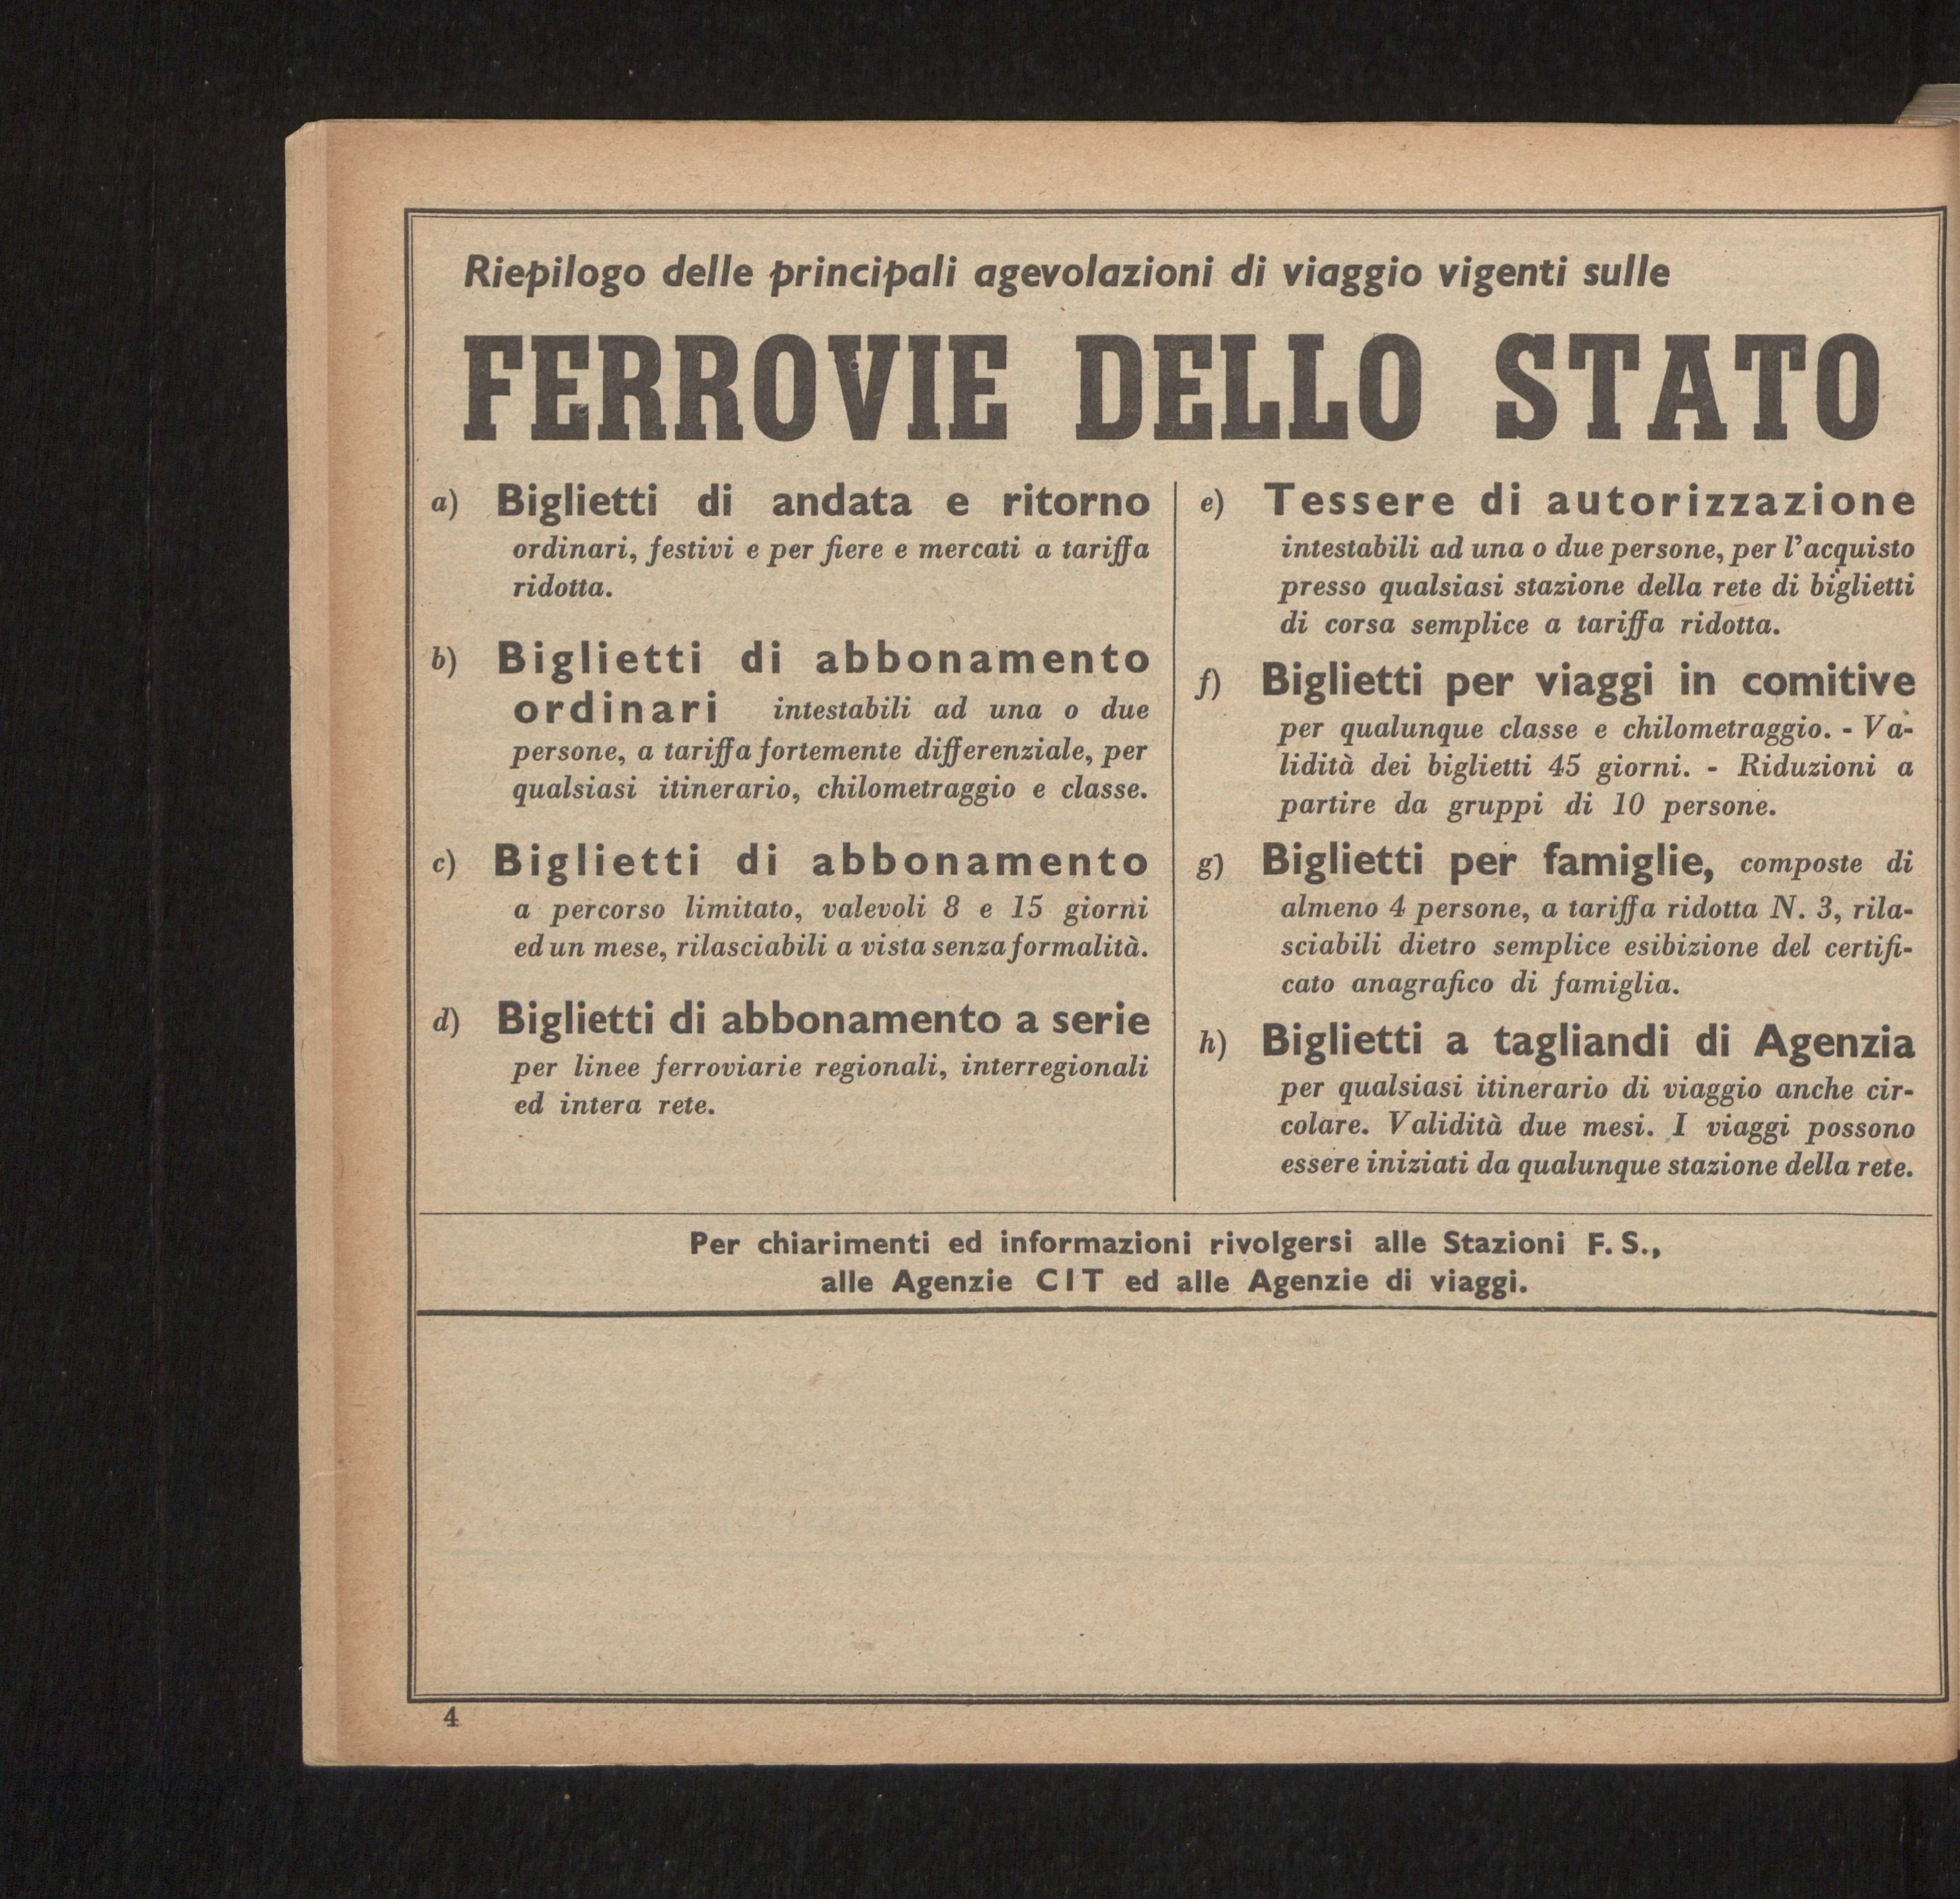 Riepilogo delle principali agevolazioni di viaggio vigenti sulle
FERROVIE DELLO STATO
a) Biglietti di andata e ritorno
ordinari, festivi e per fiere e mercati a tariffa
ridotta.
b) Biglietti di abbonamento
ordinari intestabili ad una o due
persone, a tariffa fortemente differenziale, per
qualsiasi itinerario, chilometraggio e classe.
c) Biglietti di abbonamento
a percorso limitato, valevoli 8 e 15 giorni
ed un mese, rilasciabili a vista senza formalità.
d) Biglietti di abbonamento a serie
per linee ferroviarie regionali, interregionali
ed intera rete.
e) Tessere di autorizzazione
intestabili ad una o due persone, per l'acquisto
presso qualsiasi stazione della rete di biglietti
di corsa semplice a tariffa ridotta.
f) Biglietti per viaggi in comitive
per qualunque classe e chilometraggio. - Va-
lidità dei biglietti 45 giorni. - Riduzioni a
partire da gruppi di 10 persone.
g) Biglietti per famiglie, composte di
almeno 4 persone, a tariffa ridotta N. 3, rila-
sciabili dietro semplice esibizione del certifi-
cato anagrafico di famiglia.
h) Biglietti a tagliandi di Agenzia
per qualsiasi itinerario di viaggio anche cir-
colare. Validità due mesi. I viaggi possono
essere iniziati da qualunque stazione della rete.
Per chiarimenti ed informazioni rivolgersi alle Stazioni F. S.,
alle Agenzie CIT ed alle Agenzie di viaggi.
4